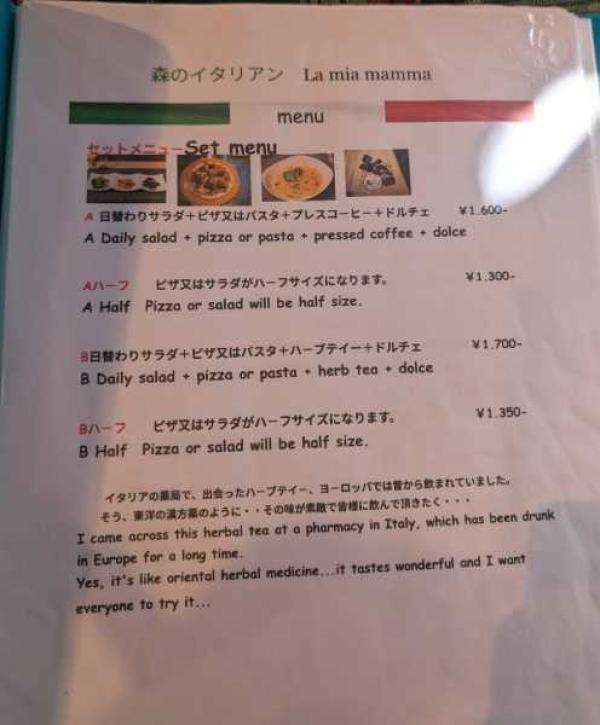 森のイタリアン La mia mamma
menu
セットメニューSet menu
A 日替わりサラダ＋ピザ又はパスタ＋プレスコーヒー＋ドルチェ ￥1.600-
A Daily salad + pizza or pasta + pressed coffee + dolce
Aハーフ ピザ又はサラダがハーフサイズになります。 ￥1.300-
A Half Pizza or salad will be half size.
B日替わりサラダ＋ピザ又はパスタ＋ハーブテイー＋ドルチェ ￥1.700-
B Daily salad + pizza or pasta + herb tea + dolce
Bハーフ ピザ又はサラダがハーフサイズになります。 ￥1.350-
B Half Pizza or salad will be half size.
イタリアの薬局で、出会ったハーブテイー、ヨーロッパでは昔から飲まれていました。
そう、東洋の漢方薬のように・・その味が素敵で皆様に飲んで頂きたく・・・
I came across this herbal tea at a pharmacy in Italy, which has been drunk
in Europe for a long time.
Yes, it's like oriental herbal medicine...it tastes wonderful and I want
everyone to try it...